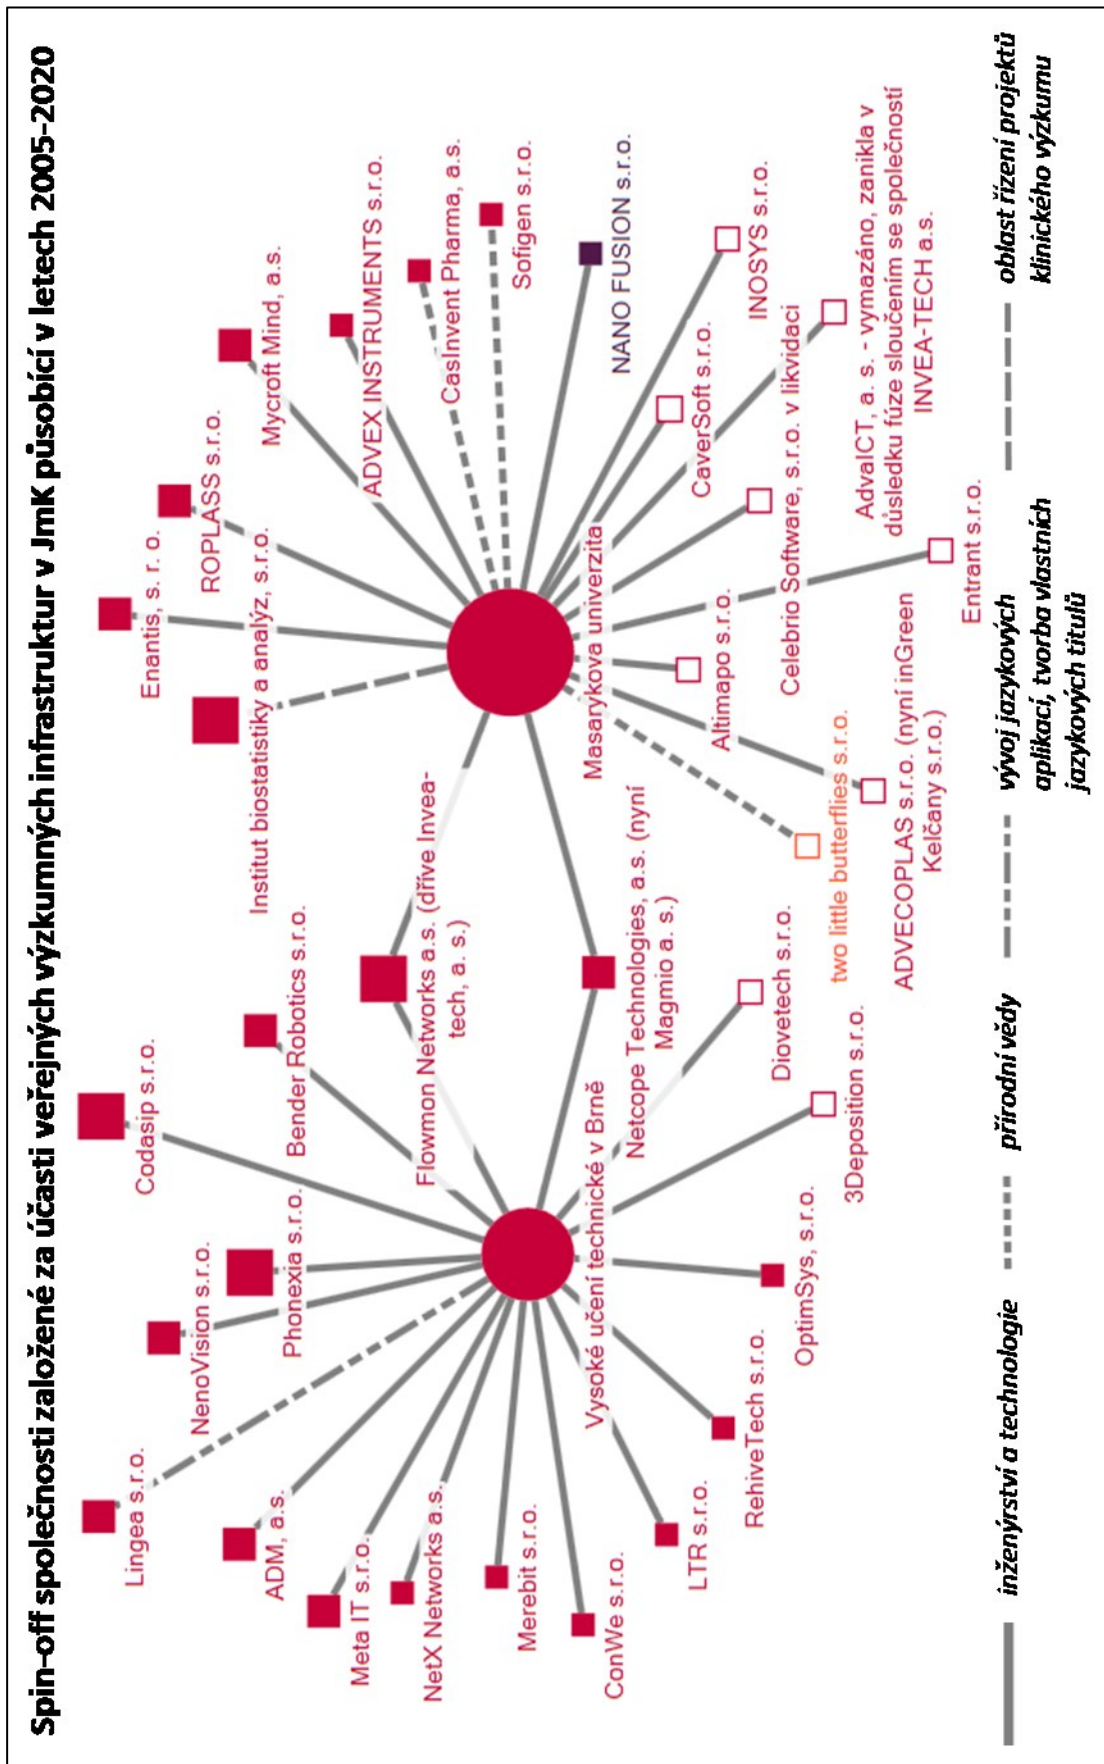 Spin-off společnosti založené za účasti veřejných výzkumných infrastruktur v JmK působící v letech 2005-2020
Codasip s.r.o.
Enantis, s. r. o.
Lingea s.r.o.
NenoVision s.r.o.
ROPLASS s.r.o.
Mycroft Mind, a.s.
Phonexia s.r.o.
Bender Robotics s.r.o.
Institut biostatistiky a analýz, s.r.o.
ADM, a.s.
ADVEX INSTRUMENTS s.r.o.
Meta IT s.r.o.
Flowmon Networks a.s. (dříve Invea-
tech, a. s.)
CasInvent Pharma, a.s.
NetX Networks a.s.
Sofigen s.r.o.
Merebit s.r.o.
Vysoké učení technické v Brně
Masarykova univerzita
NANO FUSION s.r.o.
ConWe s.r.o.
Netcope Technologies, a.s. (nyní
Magmio a. s.)
LTR s.r.o.
CaverSoft s.r.o.
INOSYS s.r.o.
Altimapo s.r.o.
RehiveTech s.r.o.
Diovetech s.r.o.
Celebrio Software, s.r.o. v likvidaci
OptimSys, s.r.o.
two little butterflies s.r.o.
3Deposition s.r.o.
ADVECOPLAS s.r.o. (nyní inGreen
Kelčany s.r.o.)
AdvaICT, a. s. - vymazáno, zanikla v
důsledku fúze sloučením se společností
INVEA-TECH a.s.
Entrant s.r.o.
inženýrství a technologie
přírodní vědy
vývoj jazykových
aplikací, tvorba vlastních
jazykových titulů
oblast řízení projektů
klinického výzkumu